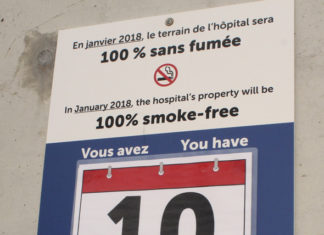 En janvier 2018, le terrain de l'hôpital sera
100 % sans fumée
In January 2018, the hospital's property will be
100% smoke-free
Vous avez You have
10